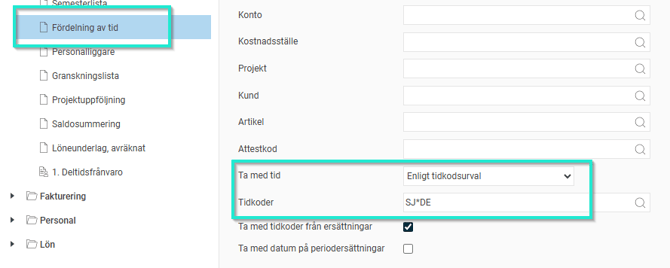 Semesterlista
Fördelning av tid
Personalliggare
Granskningslista
Projektuppföljning
Saldosummering
Löneunderlag, avräknat
1. Deltidsfrånvaro
Fakturering
Personal
Lön
Konto
Kostnadsställe
Projekt
Kund
Artikel
Attestkod
Ta med tid Enligt tidkodsurval
Tidkoder SJ*DE
Ta med tidkoder från ersättningar
Ta med datum på periodersättningar